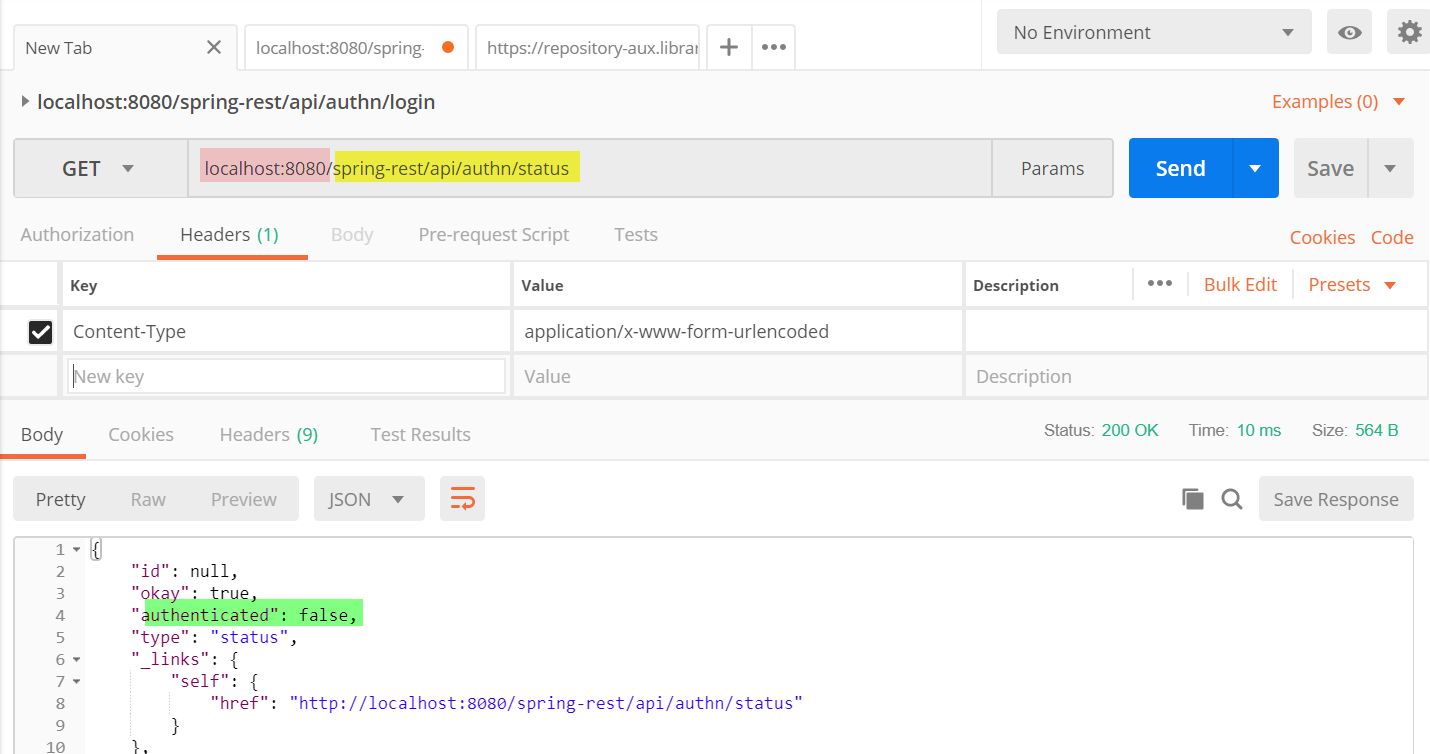 New Tab localhost:8080/spring- https://repository-aux.librar No Environment
localhost:8080/spring-rest/api/authn/login Examples (0)
GET localhost:8080/spring-rest/api/authn/status Params Send Save
Authorization Headers (1) Body Pre-request Script Tests Cookies Code
Key Value Description Bulk Edit Presets
Content-Type application/x-www-form-urlencoded
New key Value Description
Body Cookies Headers (9) Test Results Status: 200 OK Time: 10 ms Size: 564 B
Pretty Raw Preview JSON Save Response
1 {
2 "id": null,
3 "okay": true,
4 "authenticated": false,
5 "type": "status",
6 "_links": {
7 "self": {
8 "href": "http://localhost:8080/spring-rest/api/authn/status"
9 }
10 },